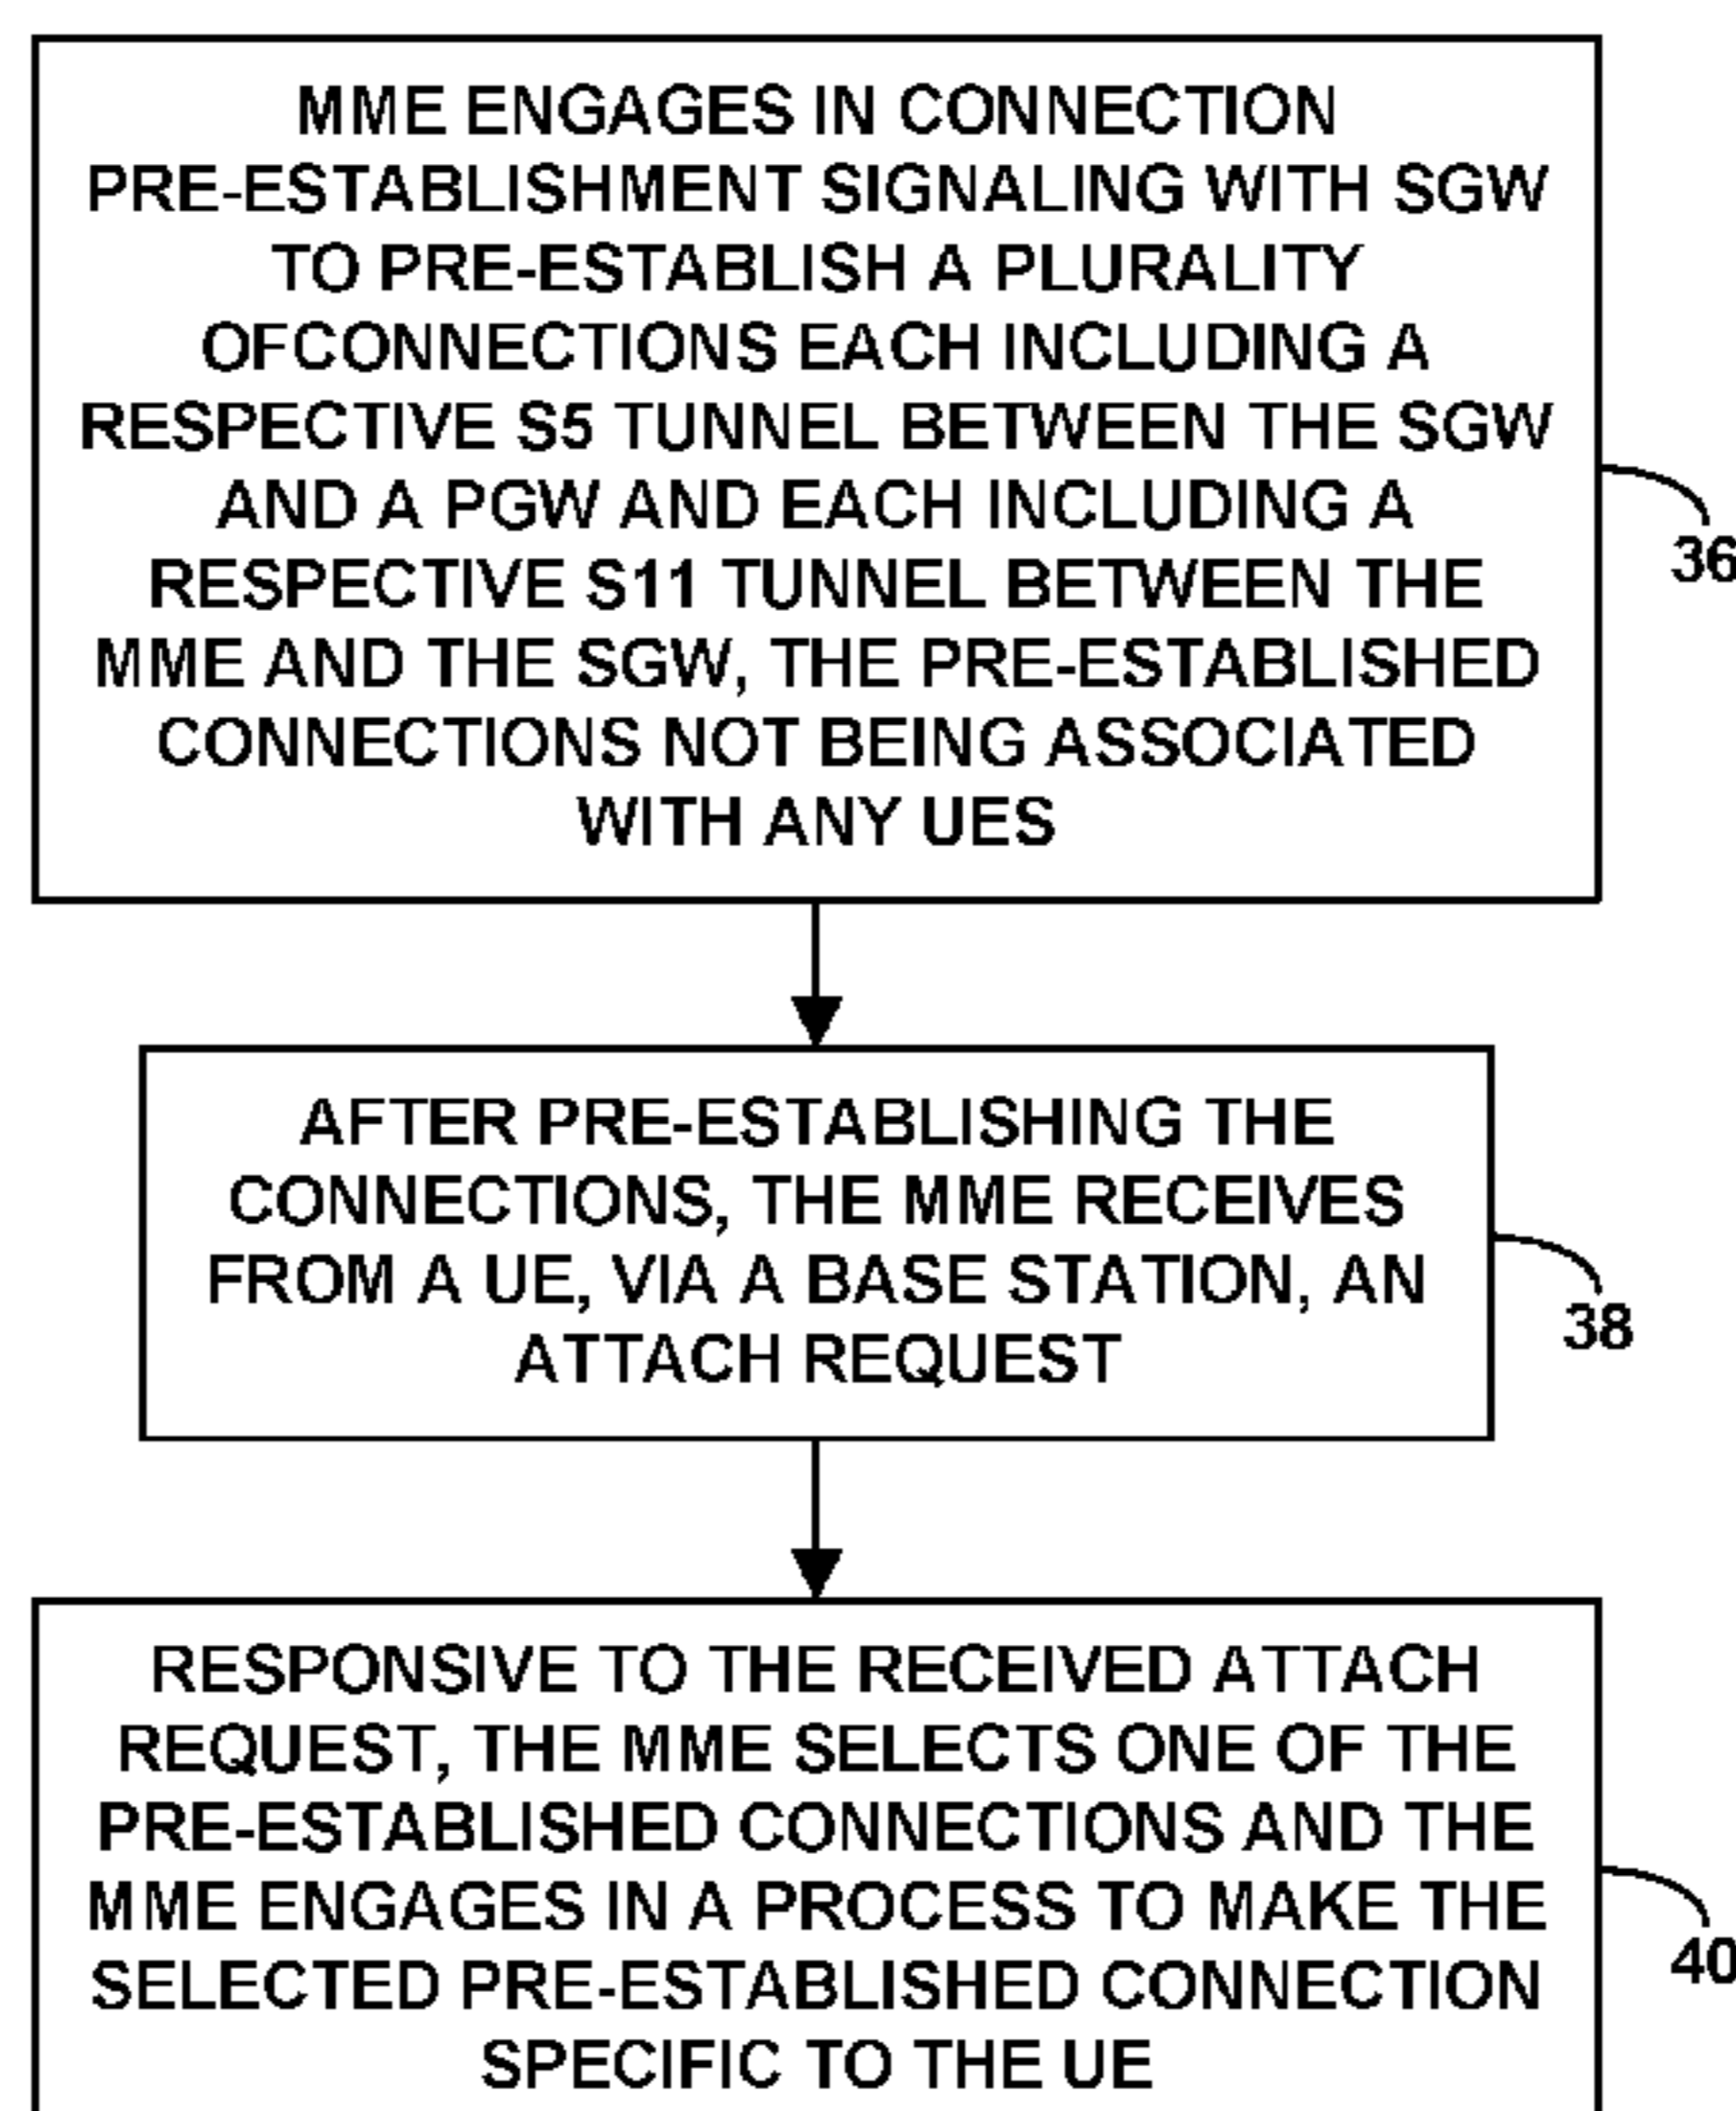 MME ENGAGES IN CONNECTION
PRE-ESTABLISHMENT SIGNALING WITH SGW
TO PRE-ESTABLISH A PLURALITY
OFCONNECTIONS EACH INCLUDING A
RESPECTIVE S5 TUNNEL BETWEEN THE SGW
AND A PGW AND EACH INCLUDING A
RESPECTIVE S11 TUNNEL BETWEEN THE
MME AND THE SGW, THE PRE-ESTABLISHED
CONNECTIONS NOT BEING ASSOCIATED
WITH ANY UES
36
AFTER PRE-ESTABLISHING THE
CONNECTIONS, THE MME RECEIVES
FROM A UE, VIA A BASE STATION, AN
ATTACH REQUEST
38
RESPONSIVE TO THE RECEIVED ATTACH
REQUEST, THE MME SELECTS ONE OF THE
PRE-ESTABLISHED CONNECTIONS AND THE
MME ENGAGES IN A PROCESS TO MAKE THE
SELECTED PRE-ESTABLISHED CONNECTION
SPECIFIC TO THE UE
40